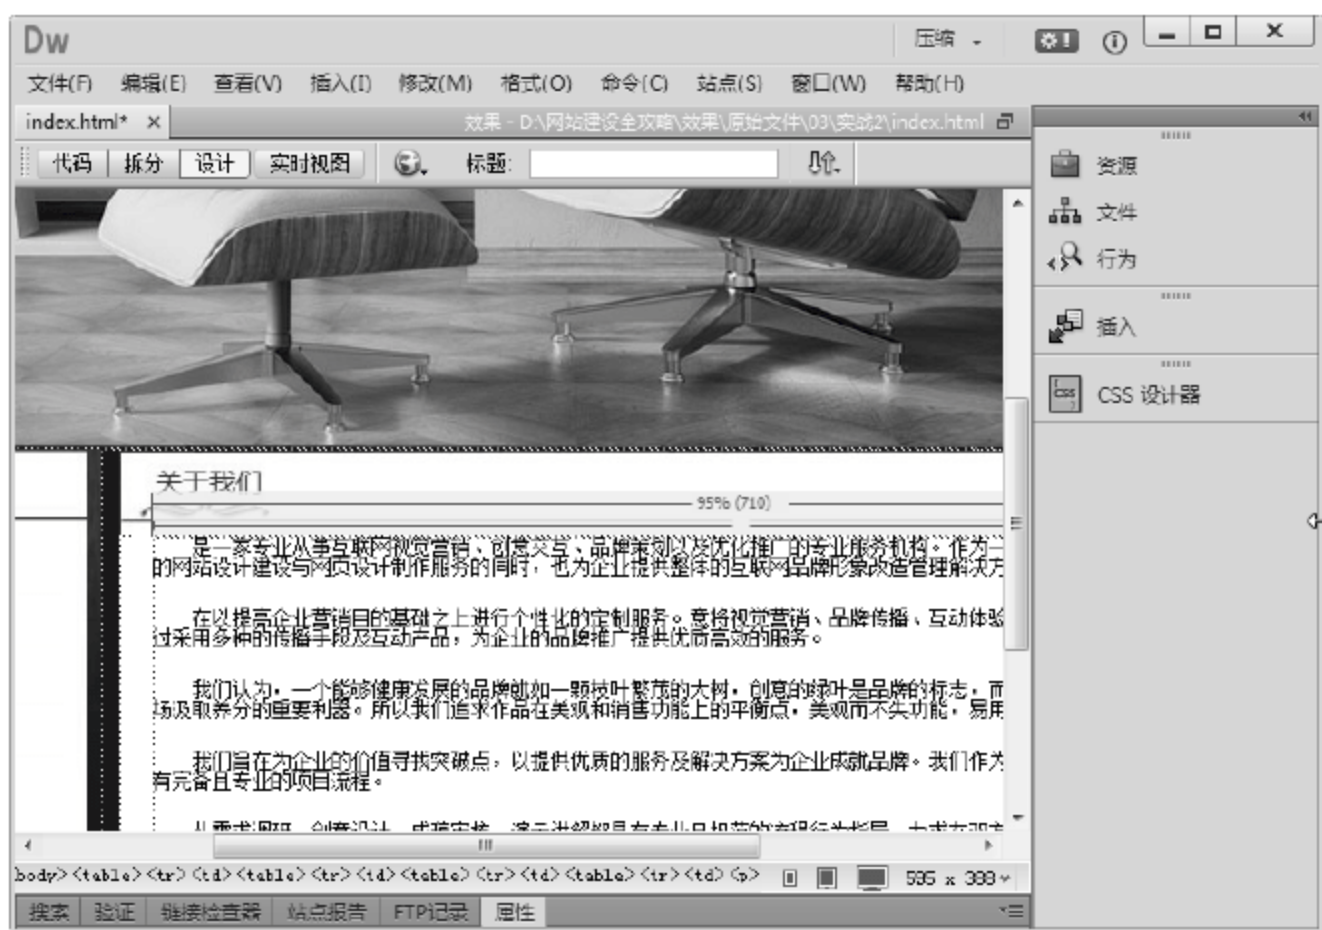 Dw
压缩
文件(F) 编辑(E) 查看(V) 插入(I) 修改(M) 格式(O) 命令(C) 站点(S) 窗口(W) 帮助(H)
index.html* × 效果 - D:\网站建设全攻略\效果\原始文件\03\实战2\index.html
代码 拆分 设计 实时视图 标题:
资源
文件
行为
插入
CSS 设计器
关于我们
95% (710)
是一家专业从事互联网视觉营销、创意交互、品牌策划以及优化推广的专业服务机构。作为一
的网站设计建设与网页设计制作服务的同时，也为企业提供整体的互联网品牌形象改造管理解决方
在以提高企业营销目的基础之上进行个性化的定制服务。意将视觉营销、品牌传播、互动体验
过采用多种的传播手段及互动产品，为企业的品牌推广提供优质高效的服务。
我们认为，一个能够健康发展的品牌就如一颗枝叶繁茂的大树，创意的绿叶是品牌的标志，而
场汲取养分的重要利器。所以我们追求作品在美观和销售功能上的平衡点，美观而不失功能，易用
我们旨在为企业的价值寻找突破点，以提供优质的服务及解决方案为企业成就品牌。我们作为
有完备且专业的项目流程。
body> <table> <tr> <td> <table> <tr> <td> <table> <tr> <td> <table> <tr> <td> <p> 595 x 388
搜索 验证 链接检查器 站点报告 FTP记录 属性